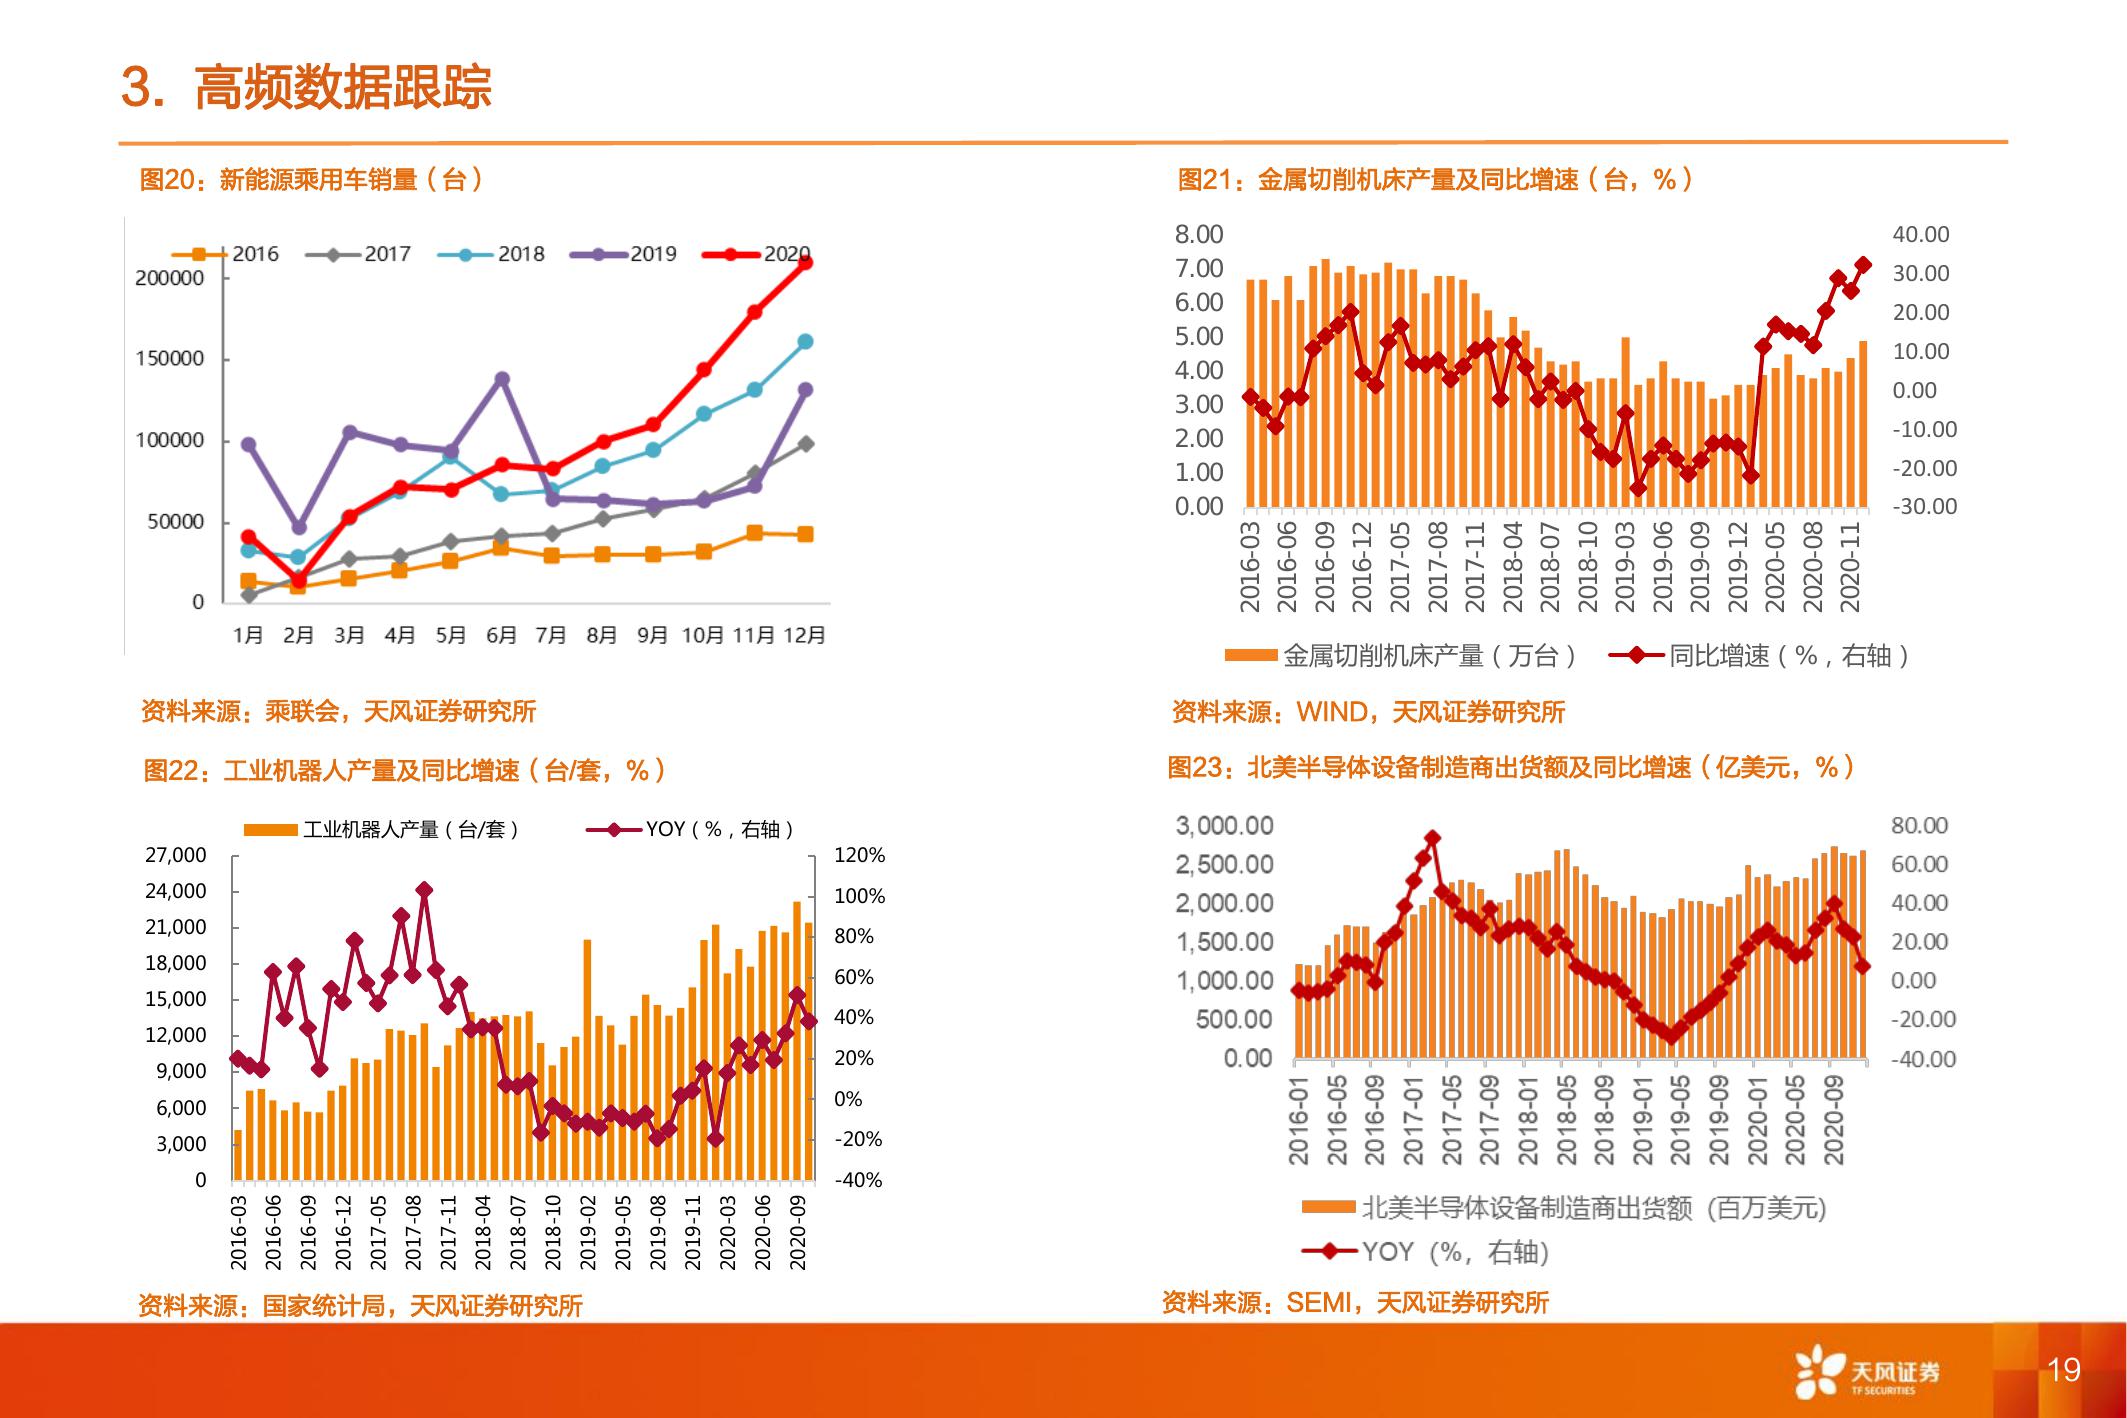 3. 高频数据跟踪
图20：新能源乘用车销量（台）
2016 2017 2018 2019 2020
200000
150000
100000
50000
0
1月 2月 3月 4月 5月 6月 7月 8月 9月 10月 11月 12月
资料来源：乘联会，天风证券研究所
图21：金属切削机床产量及同比增速（台，%）
8.00
7.00
6.00
5.00
4.00
3.00
2.00
1.00
0.00
40.00
30.00
20.00
10.00
0.00
-10.00
-20.00
-30.00
2016-03 2016-06 2016-09 2016-12 2017-05 2017-08 2017-11 2018-04 2018-07 2018-10 2019-03 2019-06 2019-09 2019-12 2020-05 2020-08 2020-11
金属切削机床产量（万台） 同比增速（%，右轴）
资料来源：WIND，天风证券研究所
图22：工业机器人产量及同比增速（台/套，%）
工业机器人产量（台/套） YOY（%，右轴）
27,000
24,000
21,000
18,000
15,000
12,000
9,000
6,000
3,000
0
120%
100%
80%
60%
40%
20%
0%
-20%
-40%
2016-03 2016-06 2016-09 2016-12 2017-05 2017-08 2017-11 2018-04 2018-07 2018-10 2019-02 2019-05 2019-08 2019-11 2020-03 2020-06 2020-09
资料来源：国家统计局，天风证券研究所
图23：北美半导体设备制造商出货额及同比增速（亿美元，%）
3,000.00
2,500.00
2,000.00
1,500.00
1,000.00
500.00
0.00
80.00
60.00
40.00
20.00
0.00
-20.00
-40.00
2016-01 2016-05 2016-09 2017-01 2017-05 2017-09 2018-01 2018-05 2018-09 2019-01 2019-05 2019-09 2020-01 2020-05 2020-09
北美半导体设备制造商出货额 (百万美元)
YOY（%，右轴）
资料来源：SEMI，天风证券研究所
天风证券
TF SECURITIES
19